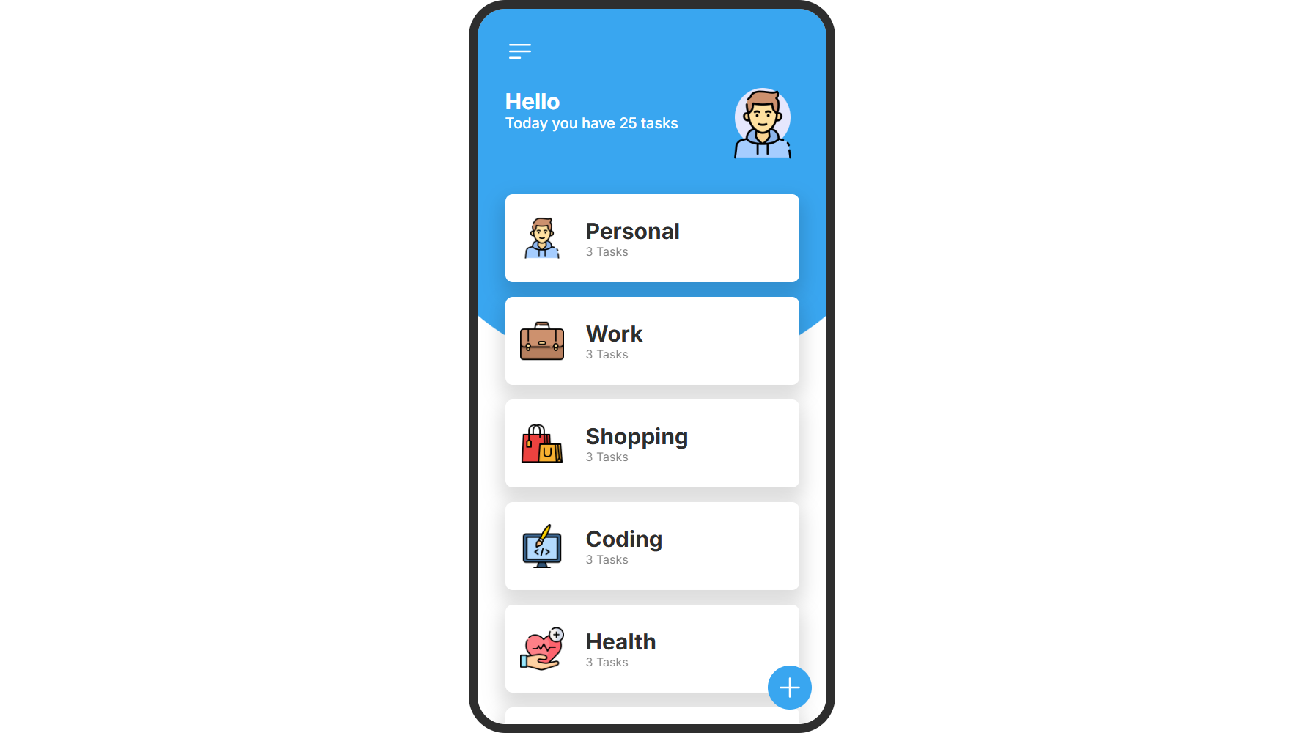 Hello
Today you have 25 tasks
Personal
3 Tasks
Work
3 Tasks
Shopping
3 Tasks
Coding
3 Tasks
Health
3 Tasks